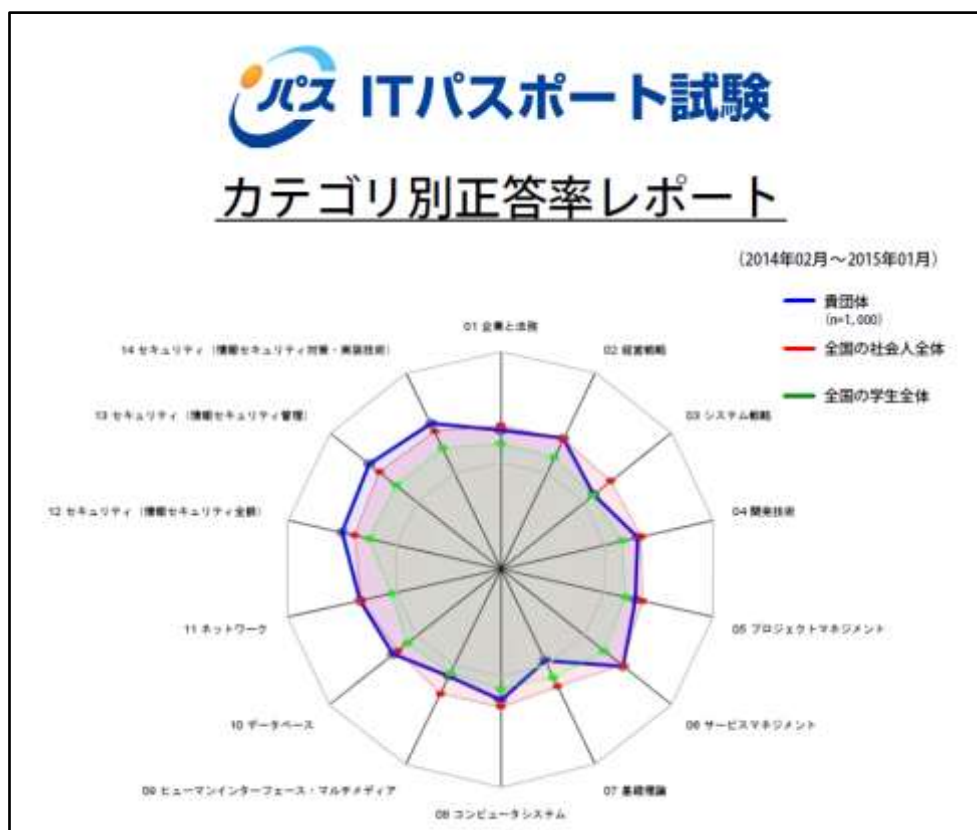 iパス ITパスポート試験
カテゴリ別正答率レポート
（2014年02月～2015年01月）
貴団体
(n=1,000)
全国の社会人全体
全国の学生全体
01 企業と法務
02 経営戦略
03 システム戦略
04 開発技術
05 プロジェクトマネジメント
06 サービスマネジメント
07 基礎理論
08 コンピュータシステム
09 ヒューマンインターフェース・マルチメディア
10 データベース
11 ネットワーク
12 セキュリティ（情報セキュリティ全般）
13 セキュリティ（情報セキュリティ管理）
14 セキュリティ（情報セキュリティ対策・実装技術）